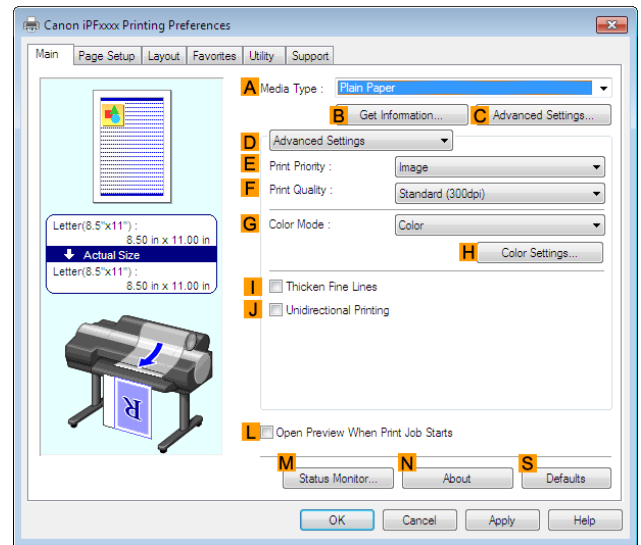 Canon iPFxxxx Printing Preferences
Main Page Setup Layout Favorites Utility Support
A Media Type : Plain Paper
B Get Information... C Advanced Settings...
D Advanced Settings
E Print Priority : Image
F Print Quality : Standard (300dpi)
Letter(8.5"x11") :
8.50 in x 11.00 in
Actual Size
Letter(8.5"x11") :
8.50 in x 11.00 in
G Color Mode : Color
H Color Settings...
I Thicken Fine Lines
J Unidirectional Printing
R
L Open Preview When Print Job Starts
M Status Monitor... N About S Defaults
OK Cancel Apply Help